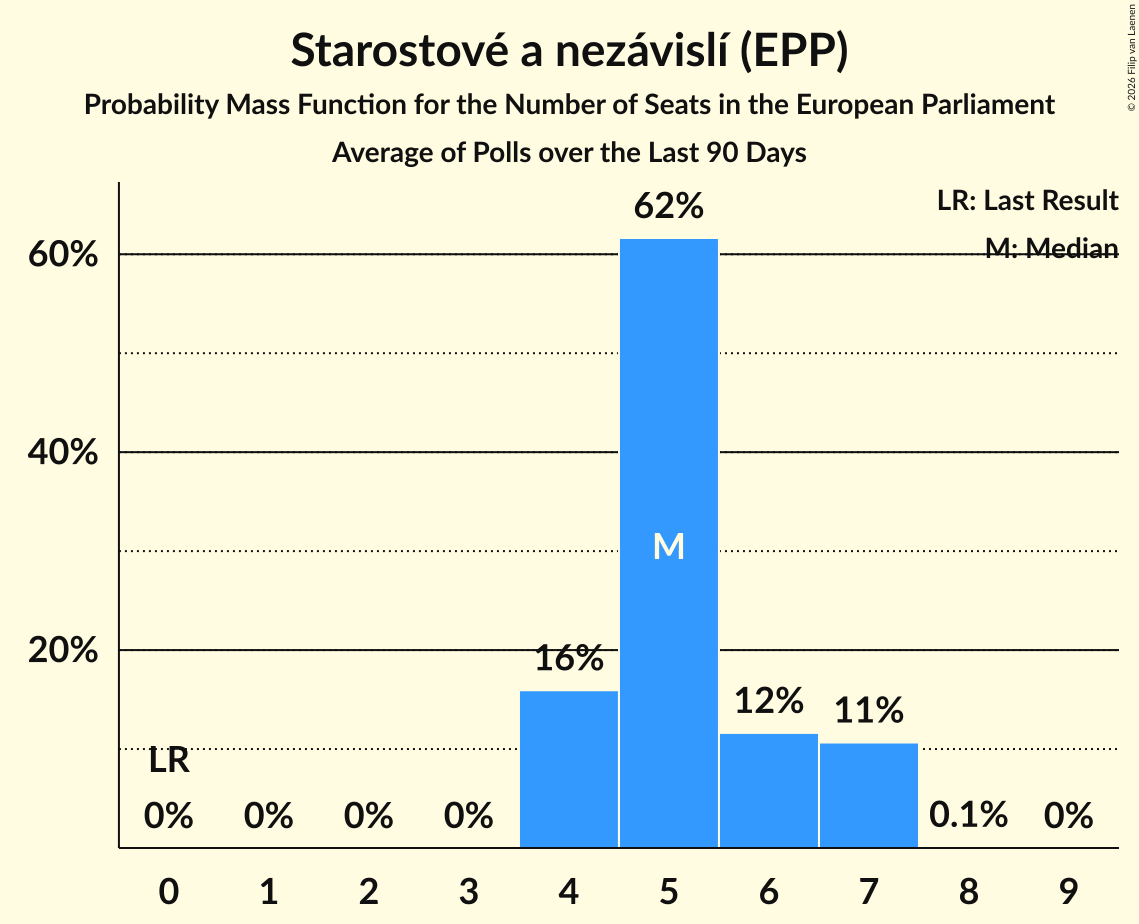 Starostové a nezávislí (EPP)
Probability Mass Function for the Number of Seats in the European Parliament
Average of Polls over the Last 90 Days
© 2026 Filip van Laenen
LR: Last Result
M: Median
60%
40%
20%
62%
M
16%
12%
11%
LR
0%
0%
0%
0%
0.1%
0%
0 1 2 3 4 5 6 7 8 9